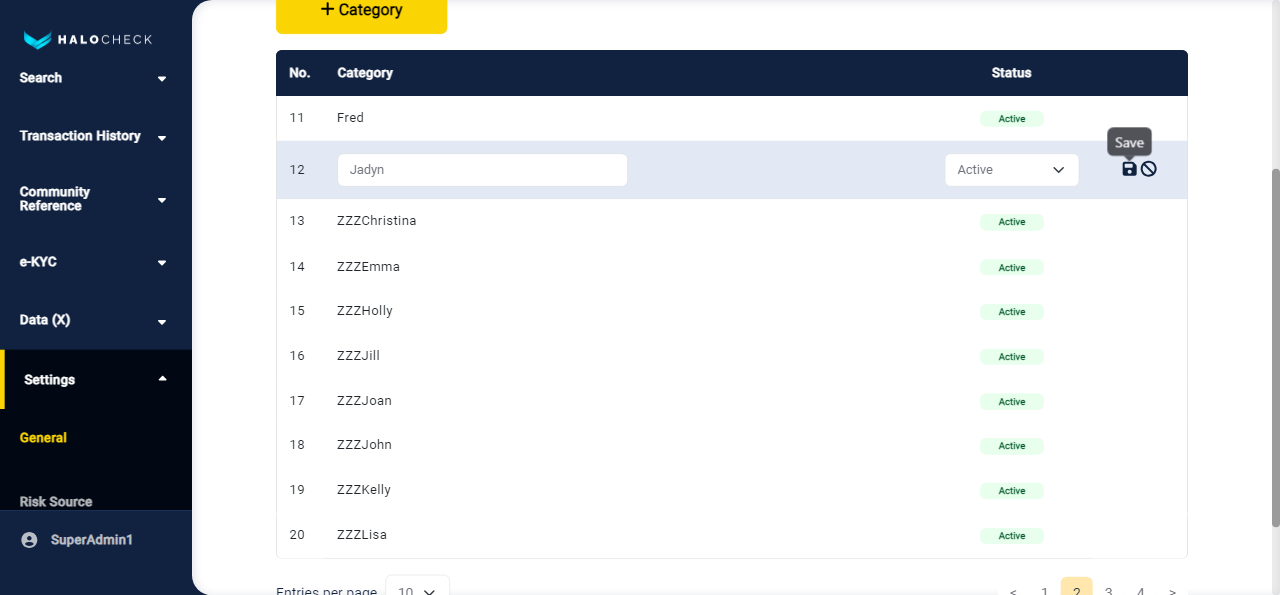 + Category
HALOCHECK
Search
Transaction History
Community
Reference
e-KYC
Data (X)
Settings
General
Risk Source
SuperAdmin1
No. Category Status
11 Fred Active
Save
12 Jadyn Active
13 ZZZChristina Active
14 ZZZEmma Active
15 ZZZHolly Active
16 ZZZJill Active
17 ZZZJoan Active
18 ZZZJohn Active
19 ZZZKelly Active
20 ZZZLisa Active
Entries per page 10 < 1 2 3 4 >